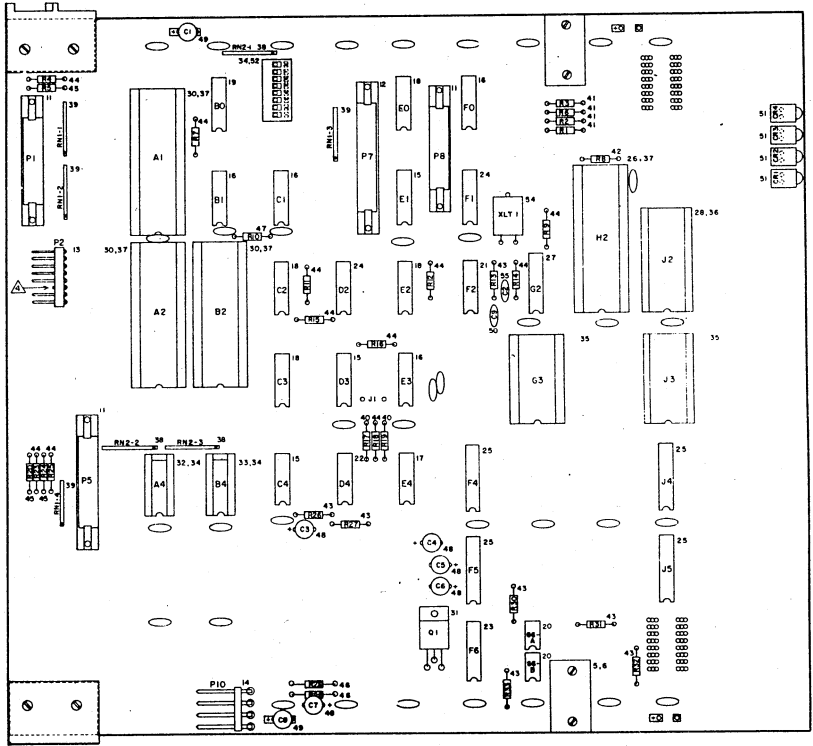 C1
49
RN2-1 38
34,52
R4 44
R5 45
11
39
RN1-1
P1
39
RN1-2
30,37
A1
44
R7
19
B0
16
B1
16
C1
39
RN1-3
12
P7
18
E0
11
P8
16
F0
15
E1
24
F1
R3 41
R6 41
R2 41
R1 41
42
R8
26,37
H2
51 CR4
51 CR3
51 CR2
51 CR1
54
XLT 1
44
R9
28,36
J2
47
R10
P2
13
4
30,37
A2
30,37
B2
18
C2
44
R11
24
D2
44
R15
18
E2
44
R12
21
F2
43
R13
55
C2
44
R14
C9
50
27
G2
44
R16
35
G3
35
J3
18
C3
15
D3
J1
16
E3
40 44 40
R17
R18
R19
22
11
P5
RN2-2 38
RN2-3 38
44 44
45 45
39
RN1-4
32,34
A4
33,34
B4
15
C4
D4
17
E4
25
F4
25
J4
43
R26
+ C3
48
43
R27
+ C4
48
C5 +
48
C6 +
48
25
F5
25
J5
43
R30
31
Q1
23
F6
20
A
20
B
43
R31
43
R32
43
R33
5,6
P10
14
46
46
C7 +
48
+ C8
49